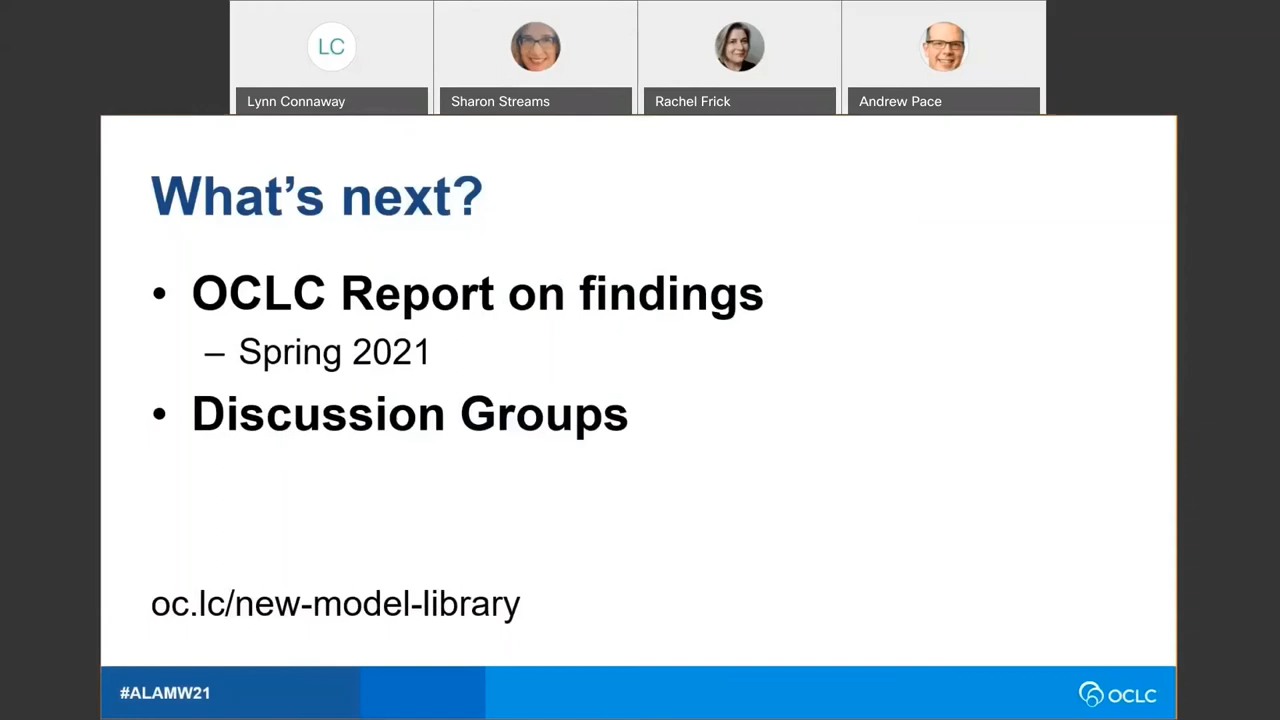 LC
Lynn Connaway
Sharon Streams
Rachel Frick
Andrew Pace
What’s next?
• OCLC Report on findings
– Spring 2021
• Discussion Groups
oc.lc/new-model-library
#ALAMW21
OCLC